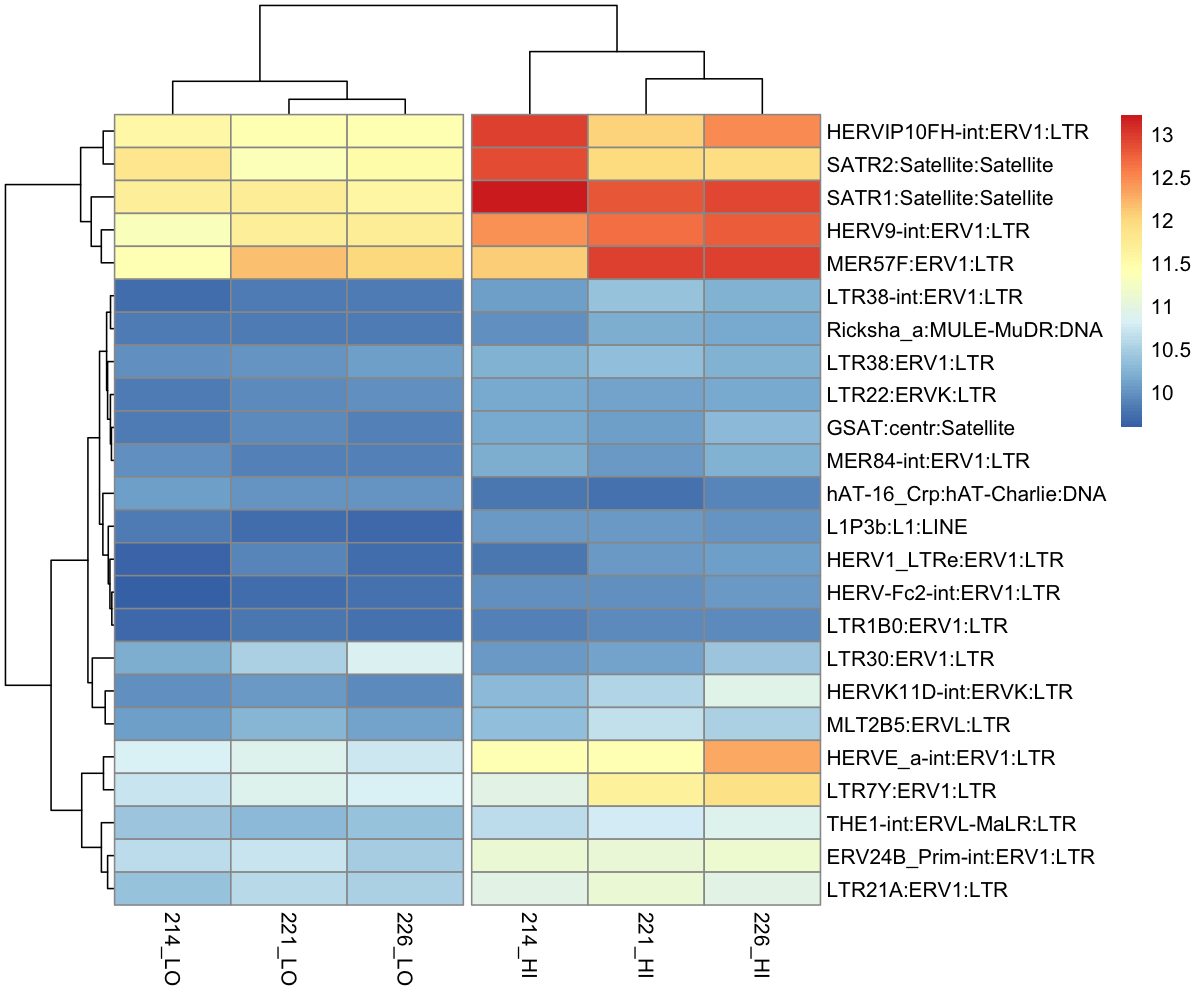 HERVIP10FH-int:ERV1:LTR
SATR2:Satellite:Satellite
SATR1:Satellite:Satellite
HERV9-int:ERV1:LTR
MER57F:ERV1:LTR
LTR38-int:ERV1:LTR
Ricksha_a:MULE-MuDR:DNA
LTR38:ERV1:LTR
LTR22:ERVK:LTR
GSAT:centr:Satellite
MER84-int:ERV1:LTR
hAT-16_Crp:hAT-Charlie:DNA
L1P3b:L1:LINE
HERV1_LTRe:ERV1:LTR
HERV-Fc2-int:ERV1:LTR
LTR1B0:ERV1:LTR
LTR30:ERV1:LTR
HERVK11D-int:ERVK:LTR
MLT2B5:ERVL:LTR
HERVE_a-int:ERV1:LTR
LTR7Y:ERV1:LTR
THE1-int:ERVL-MaLR:LTR
ERV24B_Prim-int:ERV1:LTR
LTR21A:ERV1:LTR
13
12.5
12
11.5
11
10.5
10
214_LO
221_LO
226_LO
214_HI
221_HI
226_HI